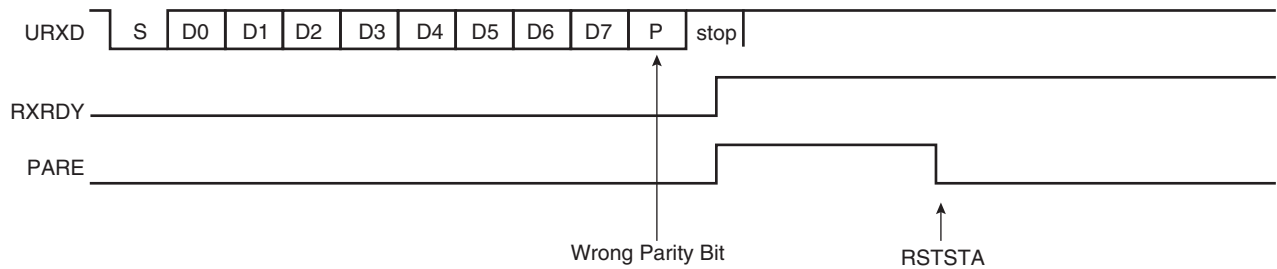 URXD S D0 D1 D2 D3 D4 D5 D6 D7 P stop
RXRDY
PARE
Wrong Parity Bit RSTSTA